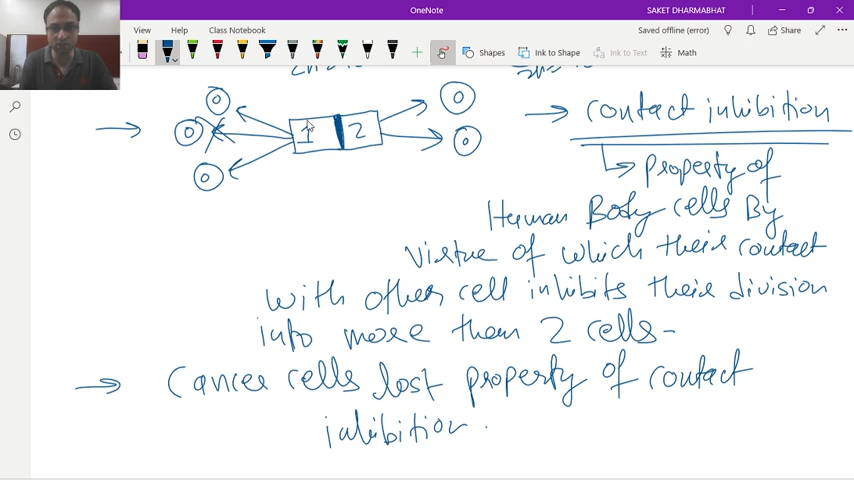 OneNote
SAKET DHARMABHAT
View Help Class Notebook
Saved offline (error)
Share
Shapes
Ink to Shape
Ink to Text
Math
1 2
contact inhibition
Property of
Human Body cells By
virtue of which their contact
with other cell inhibits their division
into more than 2 cells-
Cancer cells lost property of contact
inhibition.